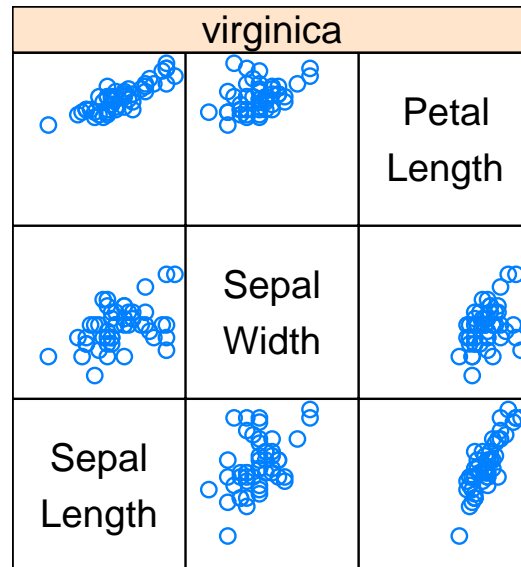 virginica
Petal
Length
Sepal
Width
Sepal
Length